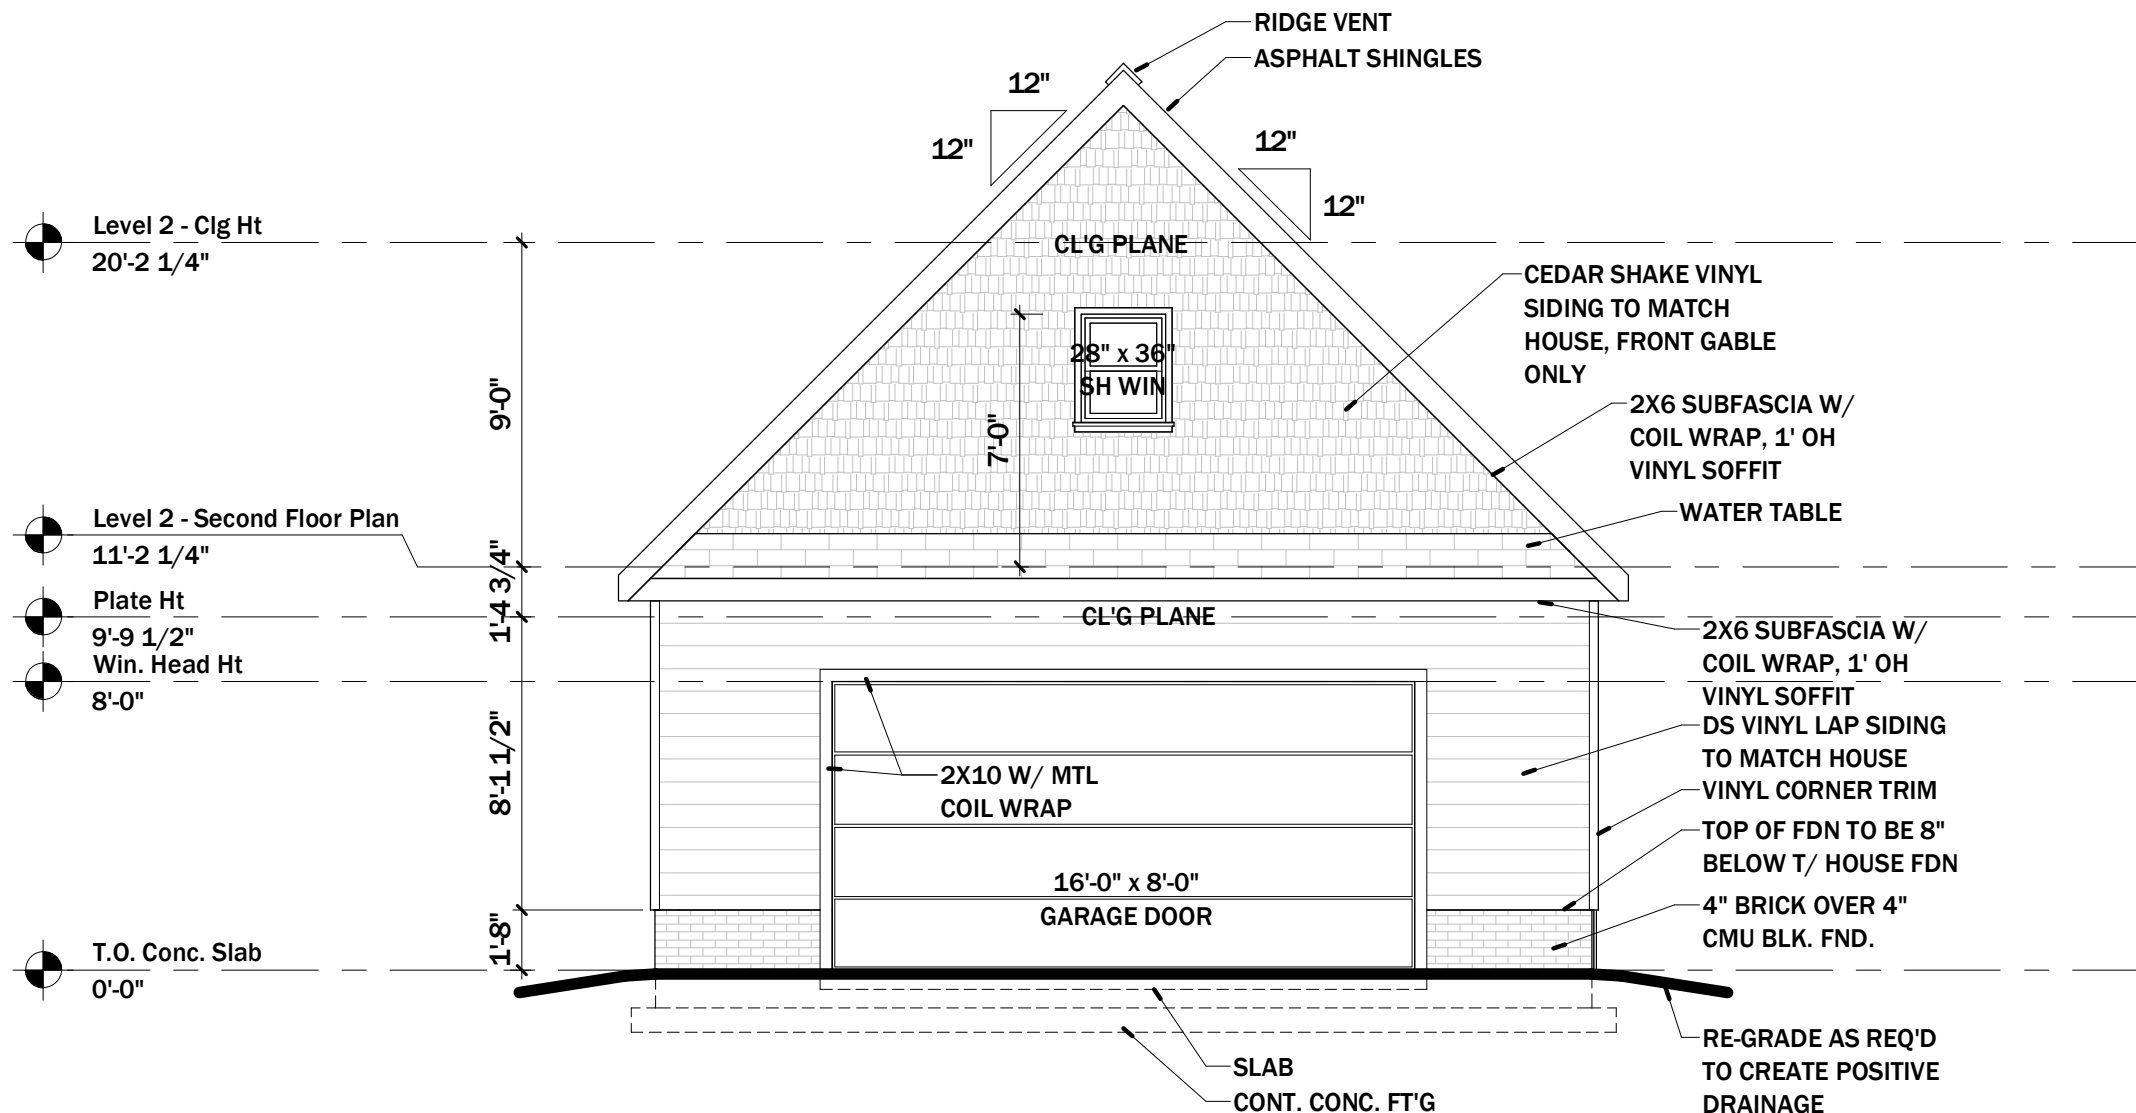 RIDGE VENT
ASPHALT SHINGLES
12"
12"
12"
12"
Level 2 - Clg Ht
20'-2 1/4"
CL'G PLANE
CEDAR SHAKE VINYL
SIDING TO MATCH
HOUSE, FRONT GABLE
ONLY
28" x 36"
SH WIN
9'-0"
7'-0"
2X6 SUBFASCIA W/
COIL WRAP, 1' OH
VINYL SOFFIT
WATER TABLE
Level 2 - Second Floor Plan
11'-2 1/4"
1'-4 3/4"
Plate Ht
9'-9 1/2"
CL'G PLANE
2X6 SUBFASCIA W/
COIL WRAP, 1' OH
VINYL SOFFIT
Win. Head Ht
8'-0"
DS VINYL LAP SIDING
TO MATCH HOUSE
8'-1 1/2"
2X10 W/ MTL
COIL WRAP
VINYL CORNER TRIM
TOP OF FDN TO BE 8"
BELOW T/ HOUSE FDN
16'-0" x 8'-0"
GARAGE DOOR
4" BRICK OVER 4"
CMU BLK. FND.
1'-8"
T.O. Conc. Slab
0'-0"
RE-GRADE AS REQ'D
TO CREATE POSITIVE
DRAINAGE
SLAB
CONT. CONC. FT'G